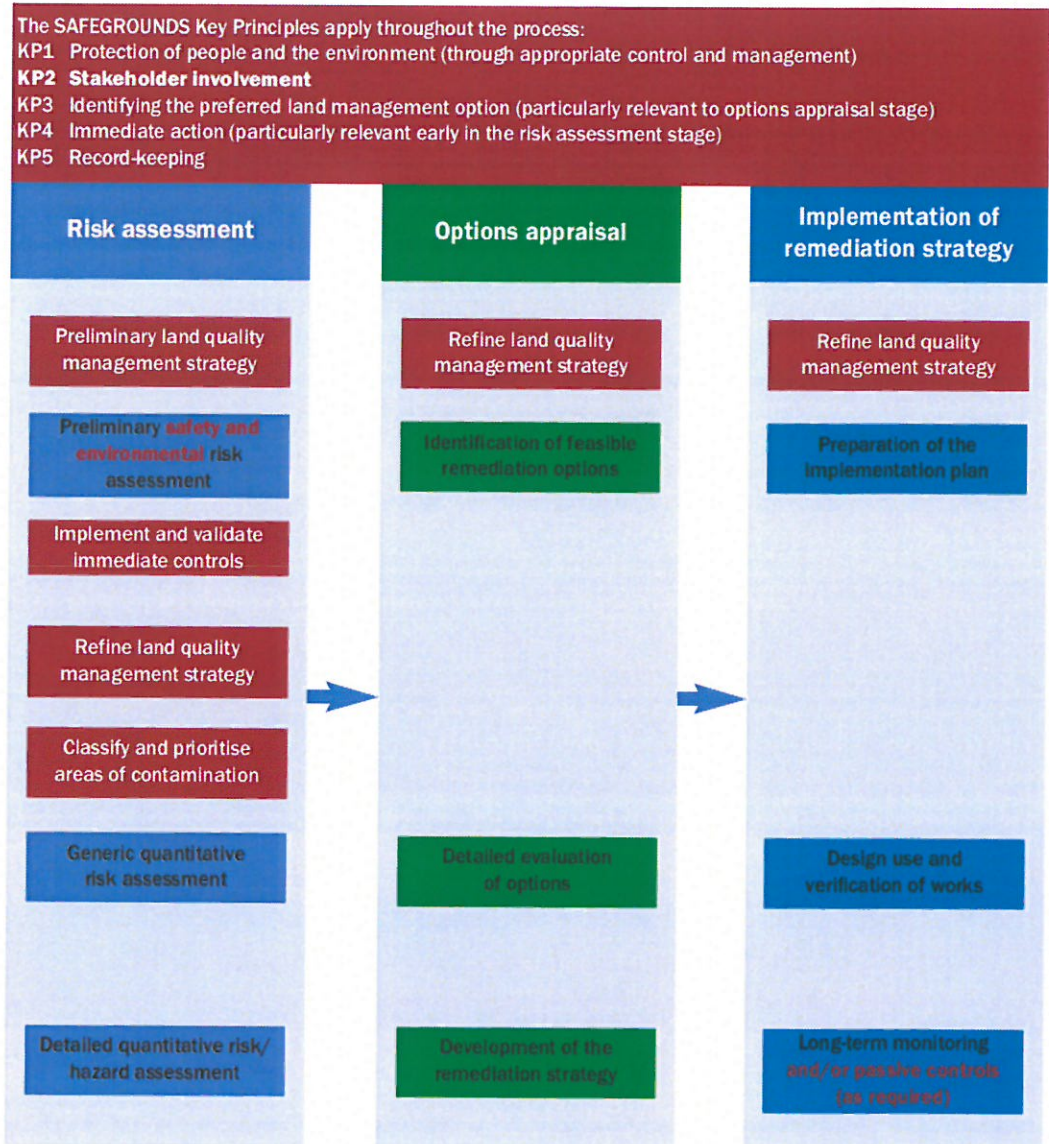 The SAFEGROUNDS Key Principles apply throughout the process:
KP1 Protection of people and the environment (through appropriate control and management)
KP2 Stakeholder involvement
KP3 Identifying the preferred land management option (particularly relevant to options appraisal stage)
KP4 Immediate action (particularly relevant early in the risk assessment stage)
KP5 Record-keeping
Risk assessment
Preliminary land quality
management strategy
Preliminary safety and
environmental risk
assessment
Implement and validate
immediate controls
Refine land quality
management strategy
Classify and prioritise
areas of contamination
Generic quantitative
risk assessment
Detailed quantitative risk/
hazard assessment
Options appraisal
Refine land quality
management strategy
Identification of feasible
remediation options
Detailed evaluation
of options
Development of the
remediation strategy
Implementation of
remediation strategy
Refine land quality
management strategy
Preparation of the
implementation plan
Design use and
verification of works
Long-term monitoring
and/or passive controls
(as required)